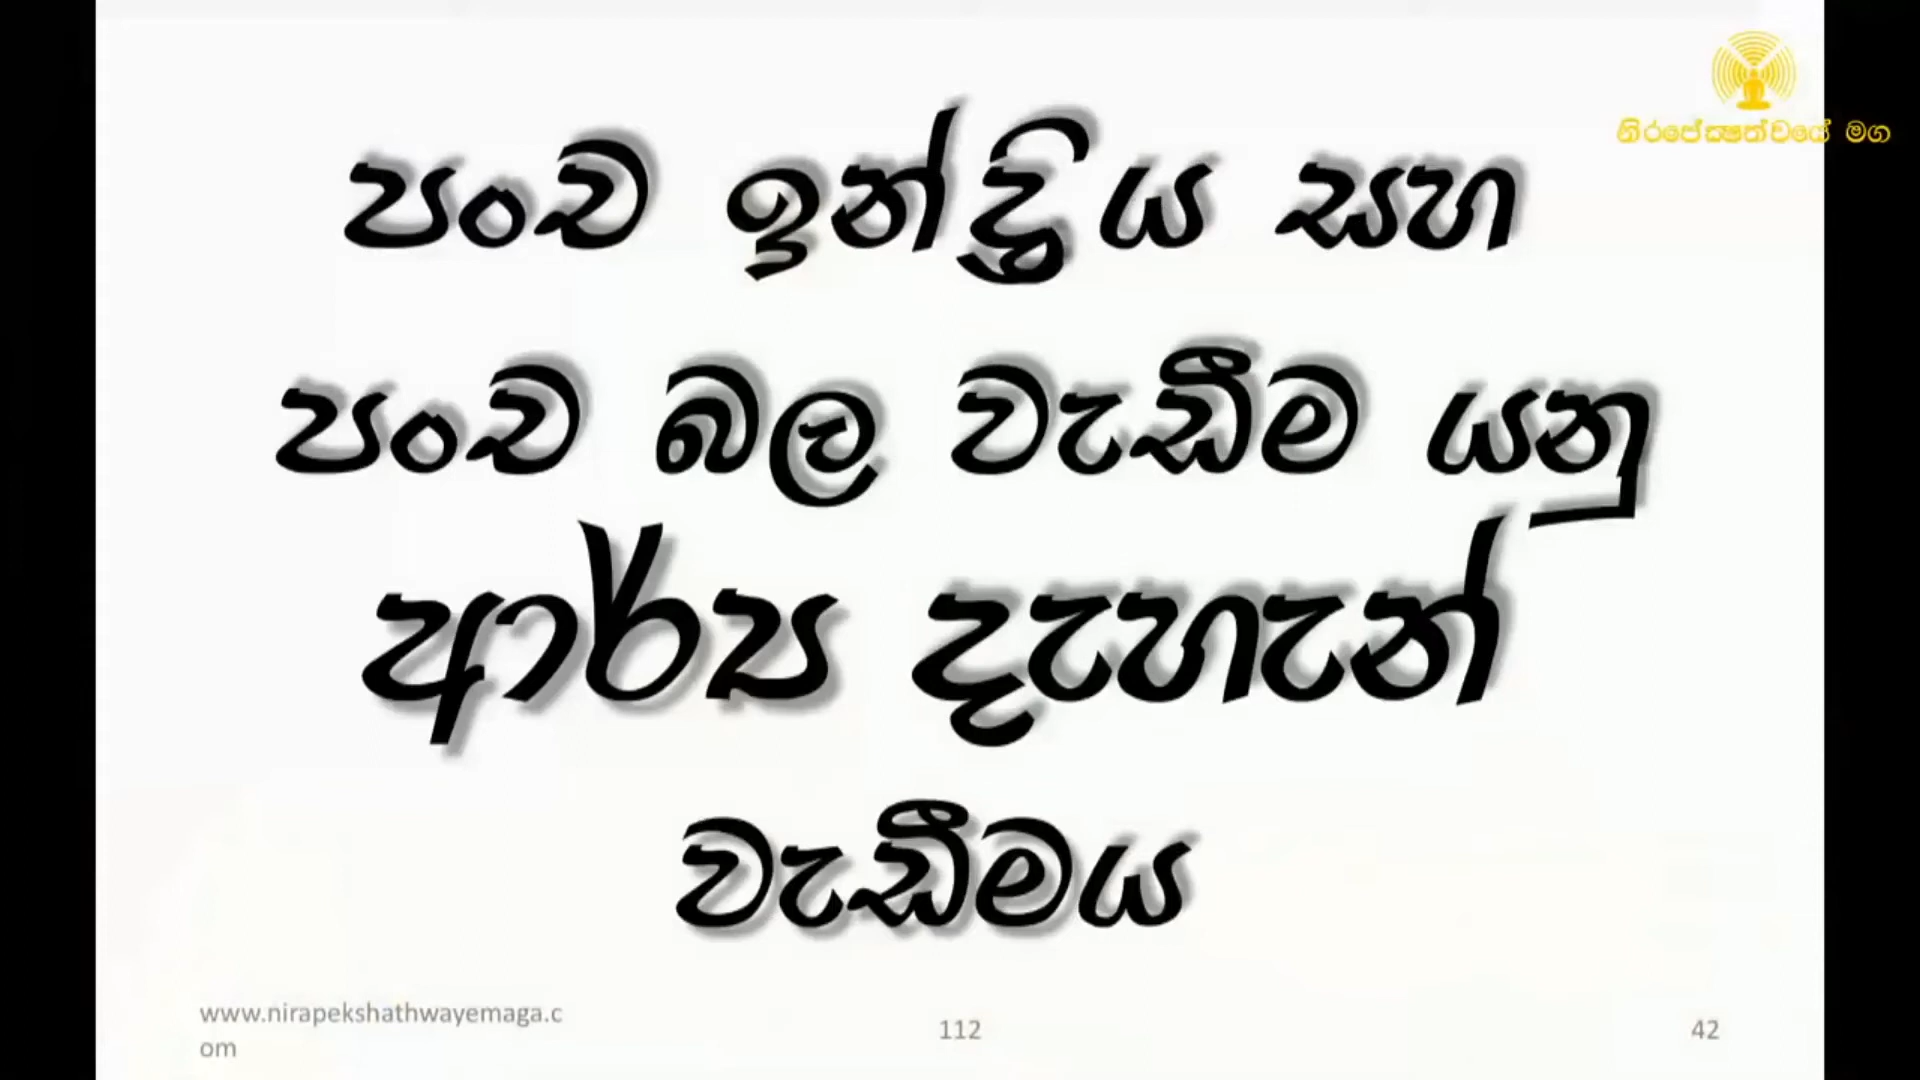 නිරපේක්‍ෂත්වයේ මග
පංච ඉන්ද්‍රිය සහ
පංච බල වැඩීම යනු
ආර්ය දැහැන්
වැඩීමය
www.nirapekshathwayemaga.c
om
112
42